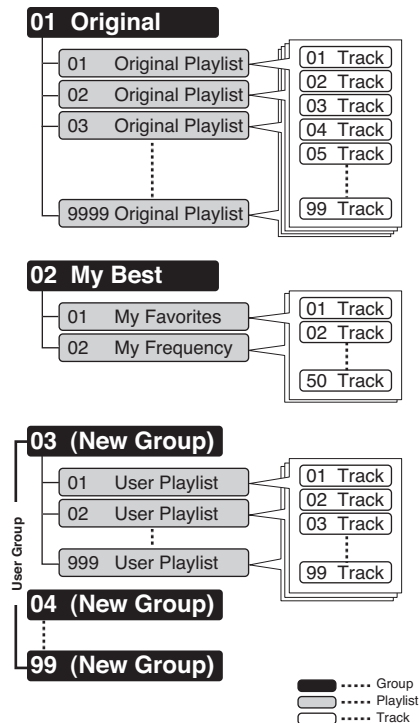 01 Original
01 Original Playlist
02 Original Playlist
03 Original Playlist
9999 Original Playlist
01 Track
02 Track
03 Track
04 Track
05 Track
99 Track
02 My Best
01 My Favorites
02 My Frequency
01 Track
02 Track
50 Track
User Group
03 (New Group)
01 User Playlist
02 User Playlist
999 User Playlist
01 Track
02 Track
03 Track
99 Track
04 (New Group)
99 (New Group)
Group
Playlist
Track